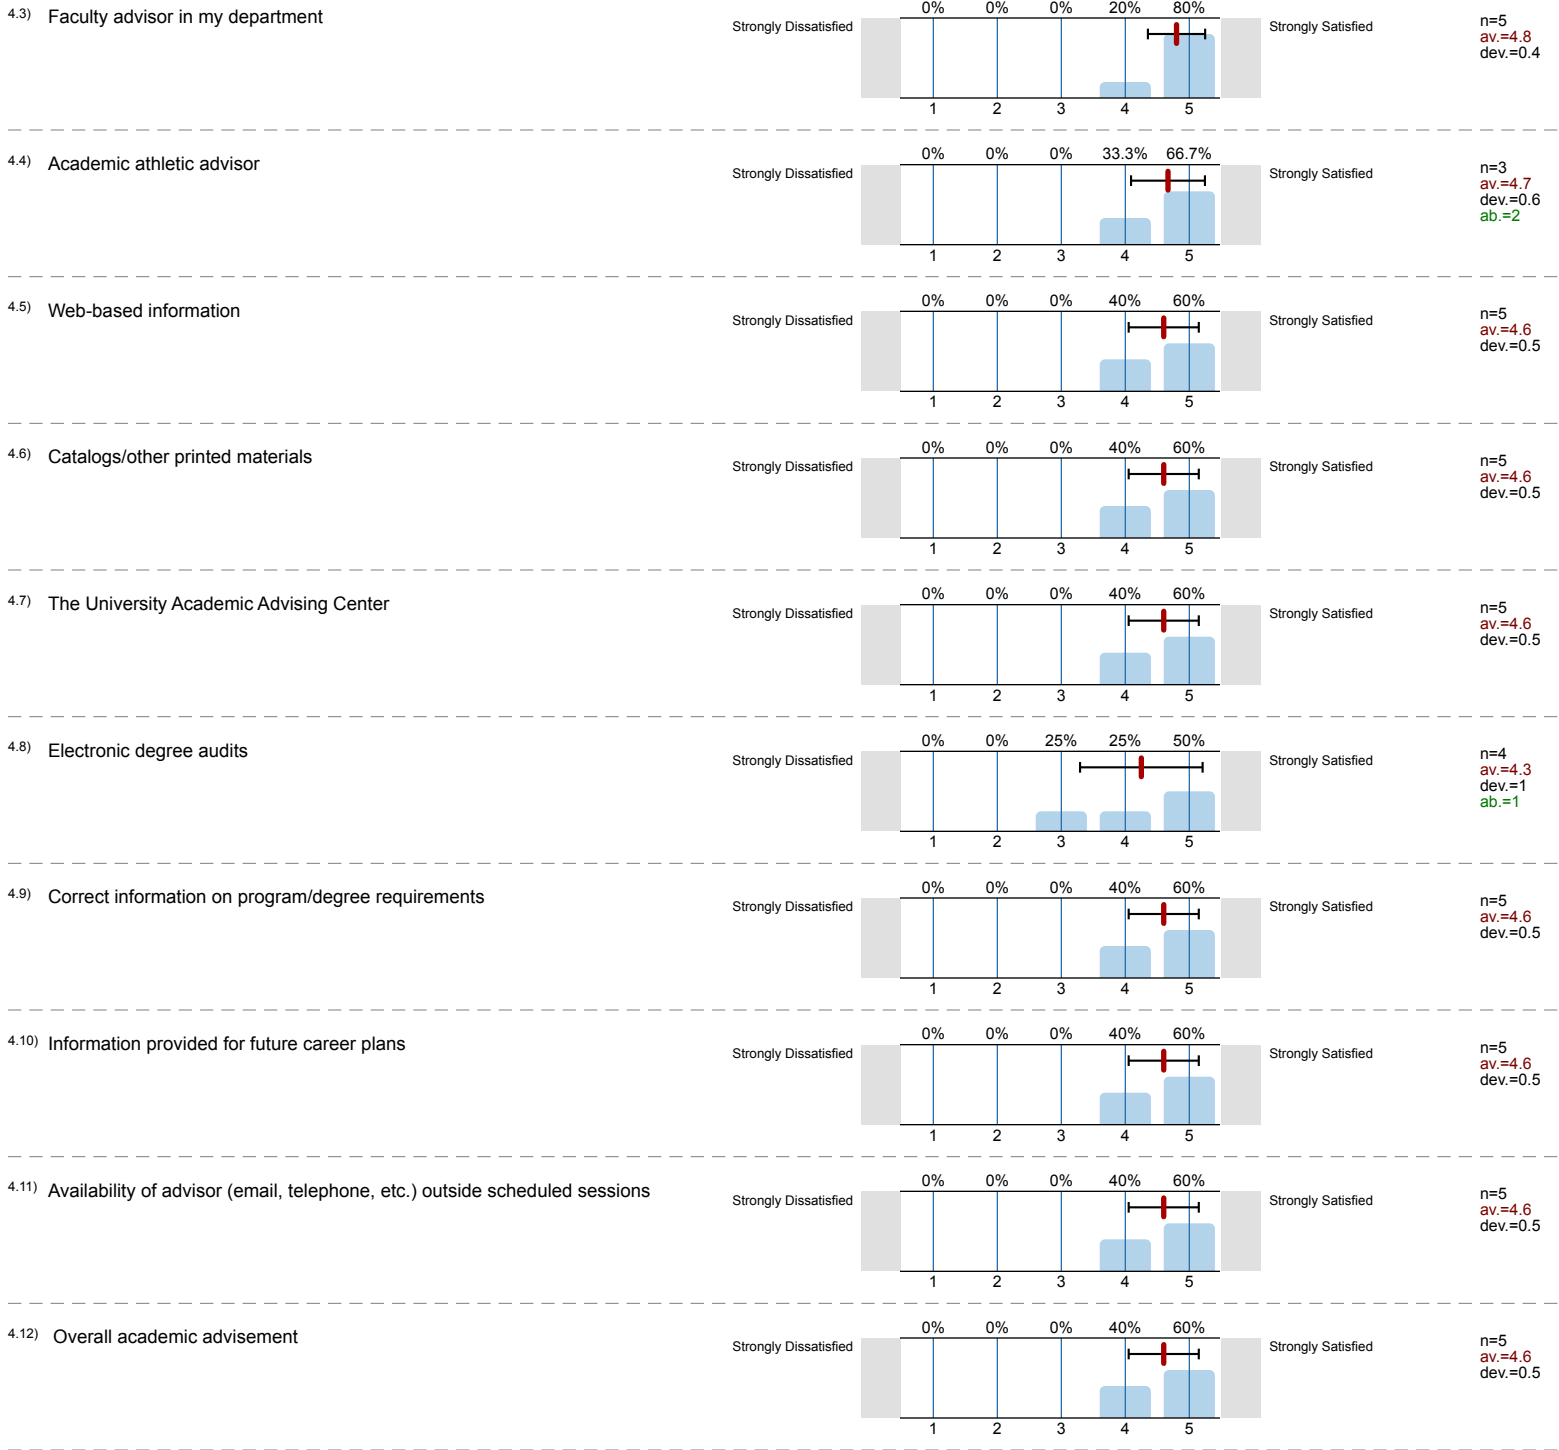 4.3) Faculty advisor in my department
0% 0% 0% 20% 80%
Strongly Dissatisfied
Strongly Satisfied
1 2 3 4 5
n=5
av.=4.8
dev.=0.4
4.4) Academic athletic advisor
0% 0% 0% 33.3% 66.7%
Strongly Dissatisfied
Strongly Satisfied
1 2 3 4 5
n=3
av.=4.7
dev.=0.6
ab.=2
4.5) Web-based information
0% 0% 0% 40% 60%
Strongly Dissatisfied
Strongly Satisfied
1 2 3 4 5
n=5
av.=4.6
dev.=0.5
4.6) Catalogs/other printed materials
0% 0% 0% 40% 60%
Strongly Dissatisfied
Strongly Satisfied
1 2 3 4 5
n=5
av.=4.6
dev.=0.5
4.7) The University Academic Advising Center
0% 0% 0% 40% 60%
Strongly Dissatisfied
Strongly Satisfied
1 2 3 4 5
n=5
av.=4.6
dev.=0.5
4.8) Electronic degree audits
0% 0% 25% 25% 50%
Strongly Dissatisfied
Strongly Satisfied
1 2 3 4 5
n=4
av.=4.3
dev.=1
ab.=1
4.9) Correct information on program/degree requirements
0% 0% 0% 40% 60%
Strongly Dissatisfied
Strongly Satisfied
1 2 3 4 5
n=5
av.=4.6
dev.=0.5
4.10) Information provided for future career plans
0% 0% 0% 40% 60%
Strongly Dissatisfied
Strongly Satisfied
1 2 3 4 5
n=5
av.=4.6
dev.=0.5
4.11) Availability of advisor (email, telephone, etc.) outside scheduled sessions
0% 0% 0% 40% 60%
Strongly Dissatisfied
Strongly Satisfied
1 2 3 4 5
n=5
av.=4.6
dev.=0.5
4.12) Overall academic advisement
0% 0% 0% 40% 60%
Strongly Dissatisfied
Strongly Satisfied
1 2 3 4 5
n=5
av.=4.6
dev.=0.5